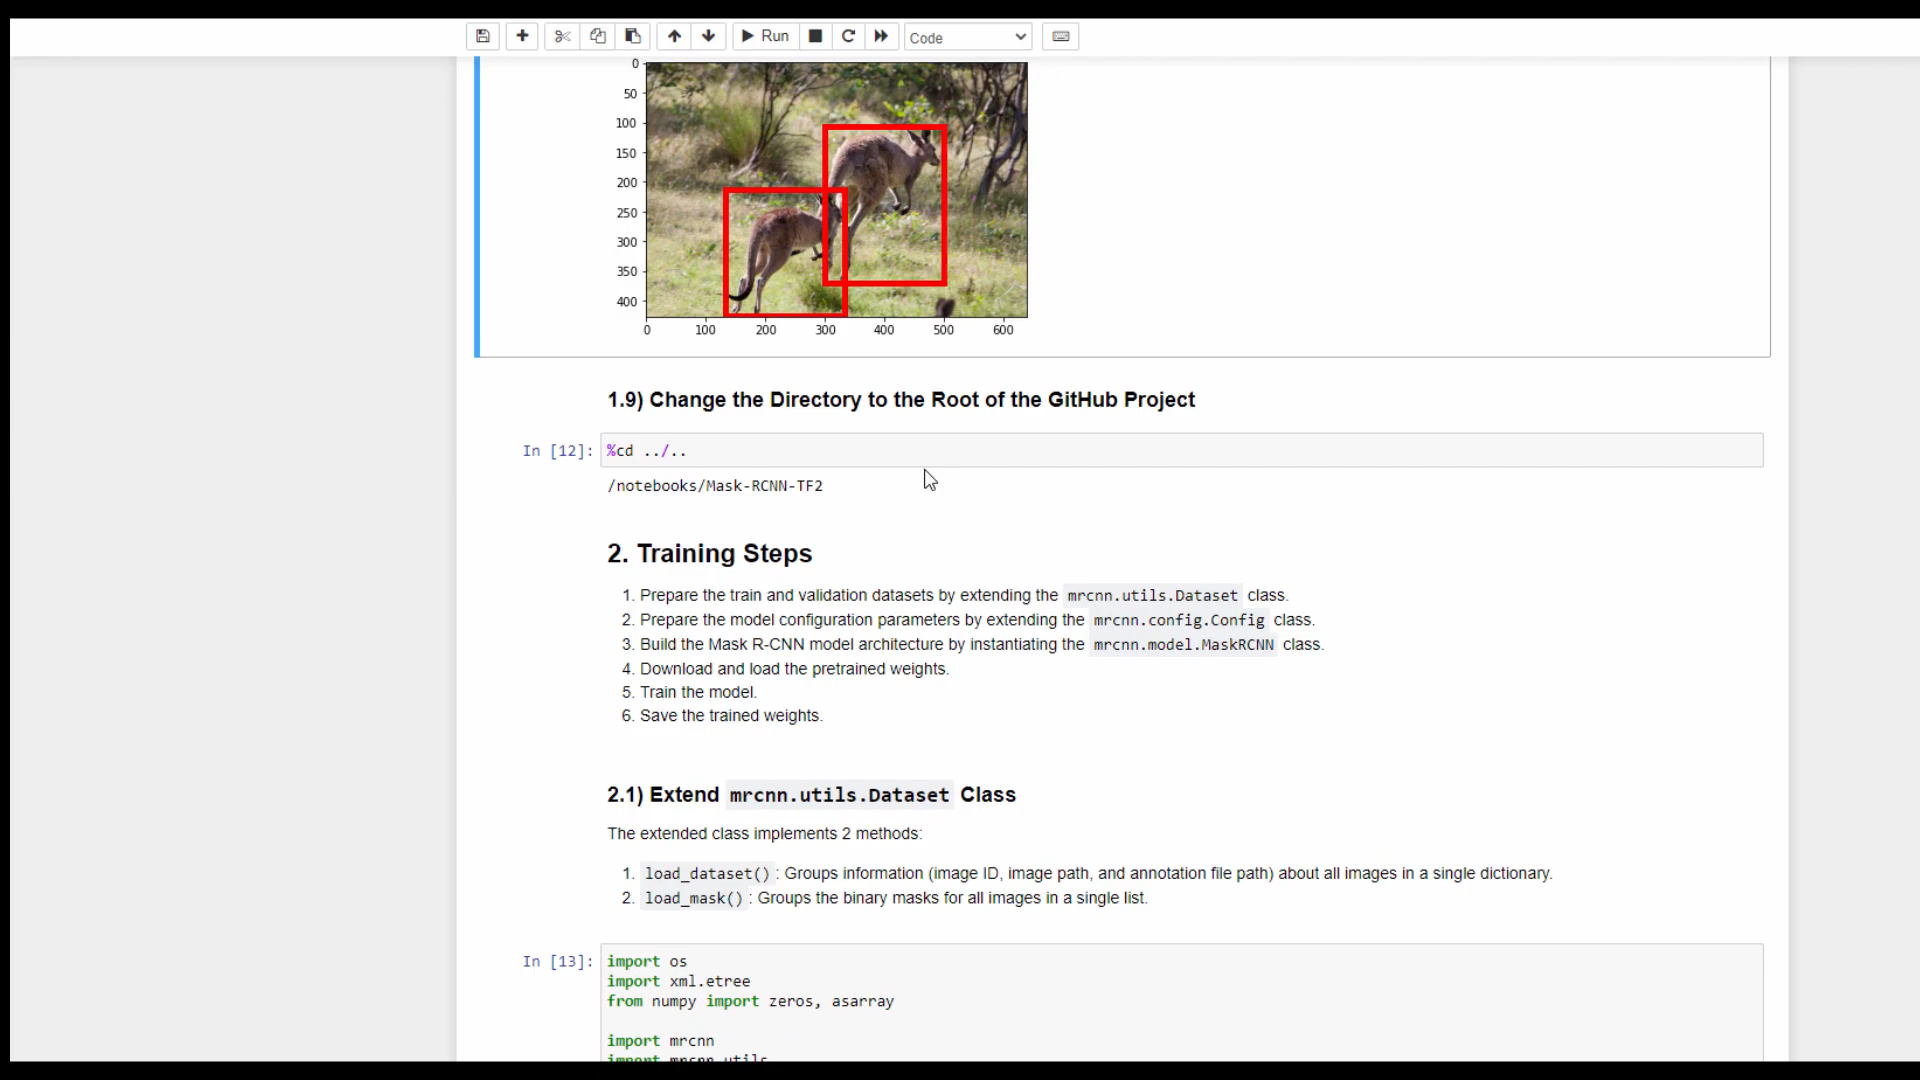 Run
Code
0
50
100
150
200
250
300
350
400
0 100 200 300 400 500 600
1.9) Change the Directory to the Root of the GitHub Project
In [12]: %cd ../..
/notebooks/Mask-RCNN-TF2
2. Training Steps
1. Prepare the train and validation datasets by extending the mrcnn.utils.Dataset class.
2. Prepare the model configuration parameters by extending the mrcnn.config.Config class.
3. Build the Mask R-CNN model architecture by instantiating the mrcnn.model.MaskRCNN class.
4. Download and load the pretrained weights.
5. Train the model.
6. Save the trained weights.
2.1) Extend mrcnn.utils.Dataset Class
The extended class implements 2 methods:
1. load_dataset() : Groups information (image ID, image path, and annotation file path) about all images in a single dictionary.
2. load_mask() : Groups the binary masks for all images in a single list.
In [13]: import os
import xml.etree
from numpy import zeros, asarray
import mrcnn
import mrcnn.utils